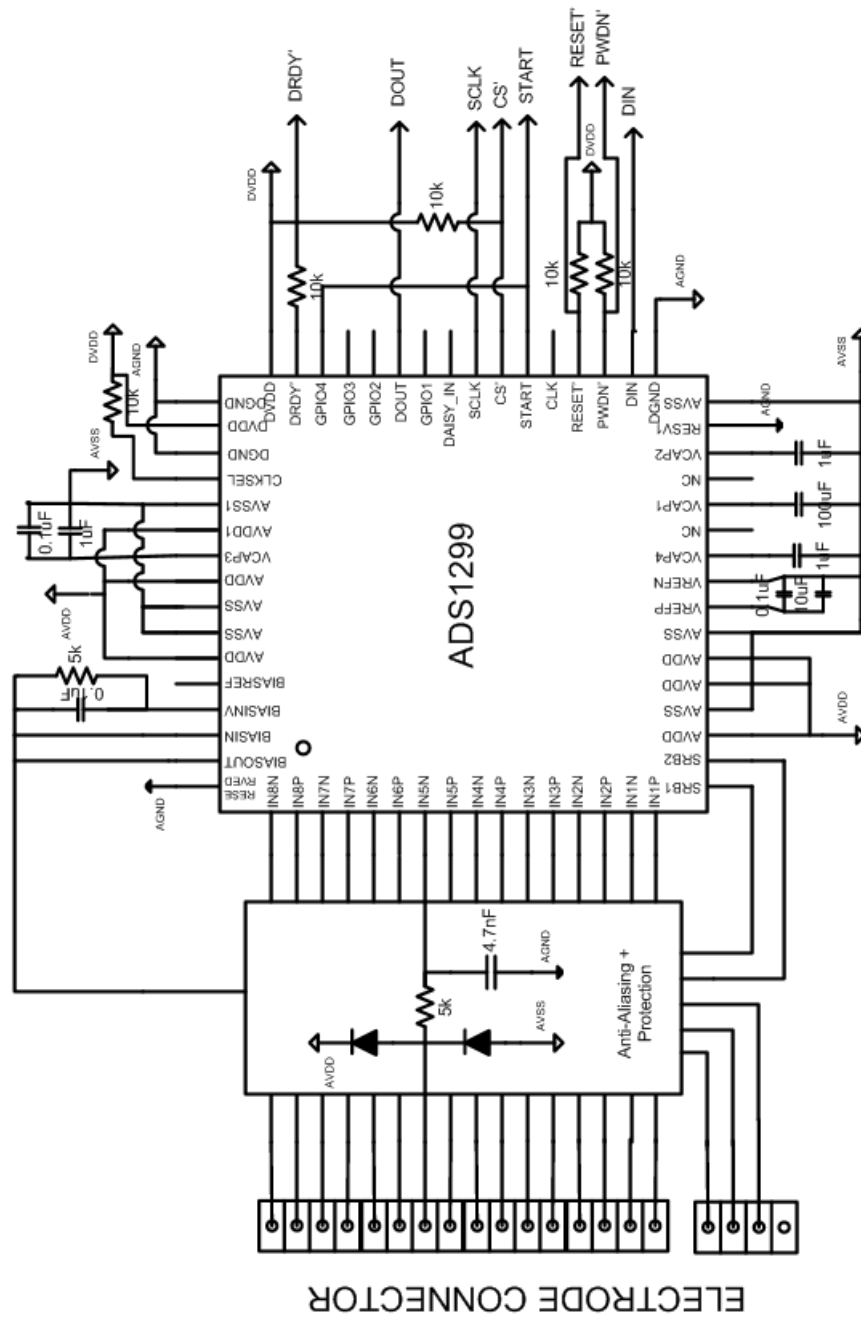 DRDY'
DOUT
SCLK
CS'
START
RESET'
PWDN'
DIN
DVDD
DVDD
10k
10k
10k
10k
AGND
DVDD
AGND
10k
AVSS
0.1uF
1uF
AVDD
5k
0.1uF
AGND
DGND
DVDD
DGND
CLKSEL
AVSS1
AVDD1
VCAP3
AVDD
AVSS
AVSS
AVDD
BIASREF
BIASINV
BIASIN
BIASOUT
RESE
RVED
DVDD
DRDY'
GPIO4
GPIO3
GPIO2
DOUT
GPIO1
DAISY_IN
SCLK
CS'
START
CLK
RESET'
PWDN'
DIN
DGND
ADS1299
AVSS
RESV1
VCAP2
NC
VCAP1
NC
VCAP4
VREFN
VREFP
AVSS
AVDD
AVDD
AVSS
AVDD
SRB2
SRB1
AVSS
AGND
1uF
100uF
1uF
0.1uF
10uF
AVDD
IN8N
IN8P
IN7N
IN7P
IN6N
IN6P
IN5N
IN5P
IN4N
IN4P
IN3N
IN3P
IN2N
IN2P
IN1N
IN1P
4.7nF
AGND
5k
AVDD
AVSS
Anti-Aliasing +
Protection
ELECTRODE CONNECTOR